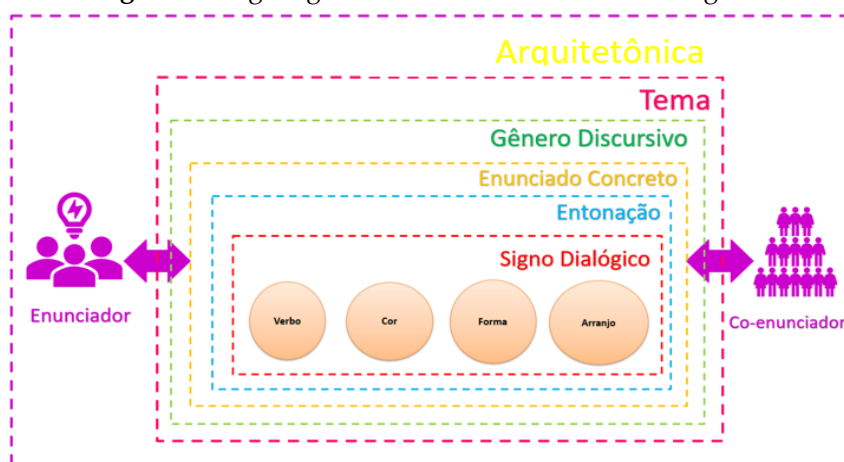 Arquitetônica
Tema
Gênero Discursivo
Enunciado Concreto
Entonação
Signo Dialógico
Verbo
Cor
Forma
Arranjo
Enunciador
Co-enunciador